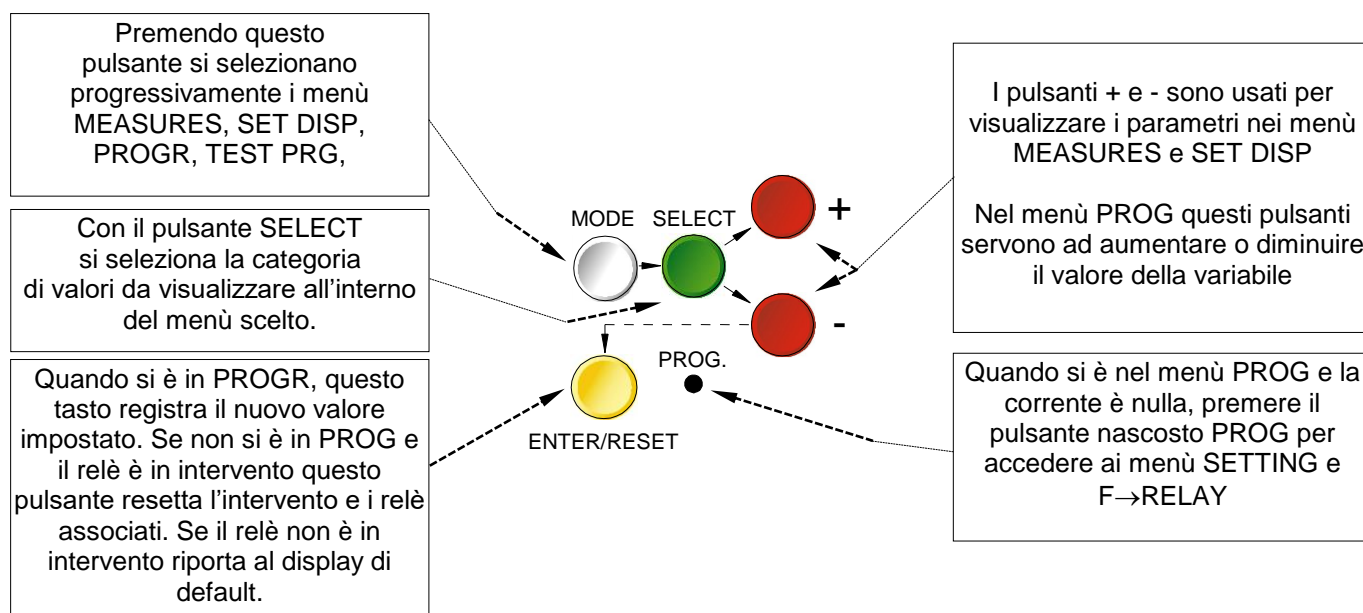 Premendo questo
pulsante si selezionano
progressivamente i menù
MEASURES, SET DISP,
PROGR, TEST PRG,
Con il pulsante SELECT
si seleziona la categoria
di valori da visualizzare all’interno
del menù scelto.
Quando si è in PROGR, questo
tasto registra il nuovo valore
impostato. Se non si è in PROG e
il relè è in intervento questo
pulsante resetta l’intervento e i relè
associati. Se il relè non è in
intervento riporta al display di
default.
MODE SELECT
+
-
PROG.
ENTER/RESET
I pulsanti + e - sono usati per
visualizzare i parametri nei menù
MEASURES e SET DISP
Nel menù PROG questi pulsanti
servono ad aumentare o diminuire
il valore della variabile
Quando si è nel menù PROG e la
corrente è nulla, premere il
pulsante nascosto PROG per
accedere ai menù SETTING e
F→RELAY